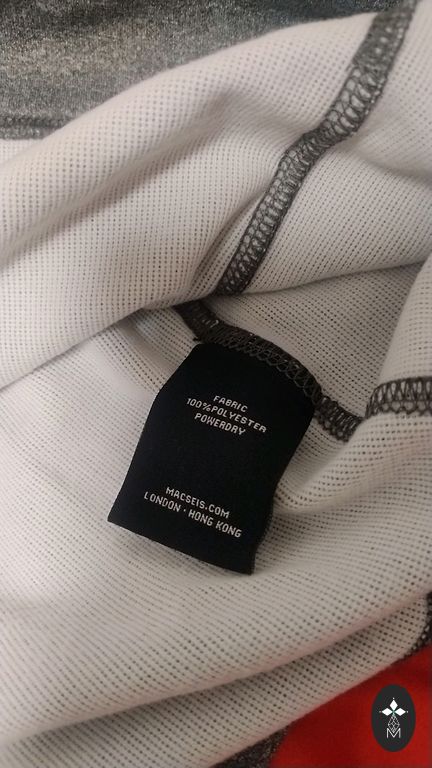 FABRIC
100%POLYESTER
POWERDRY
MACSEIS.COM
LONDON · HONG KONG
M